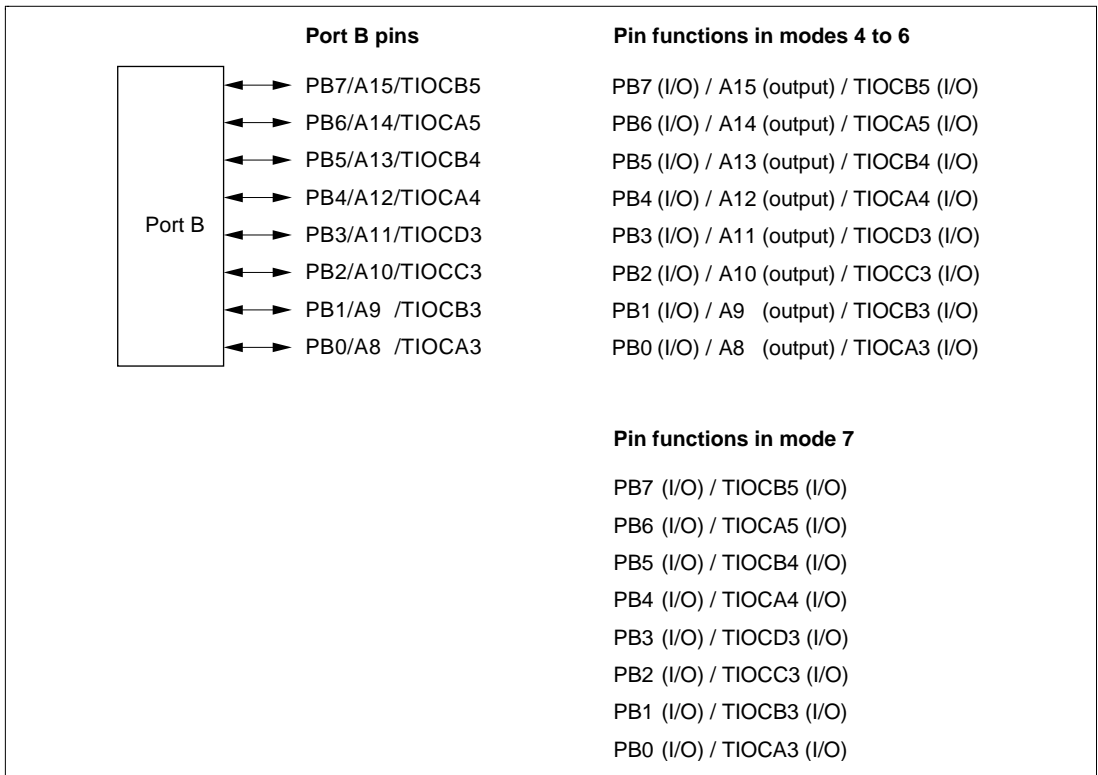 Port B pins
Pin functions in modes 4 to 6
Port B
PB7/A15/TIOCB5
PB7 (I/O) / A15 (output) / TIOCB5 (I/O)
PB6/A14/TIOCA5
PB6 (I/O) / A14 (output) / TIOCA5 (I/O)
PB5/A13/TIOCB4
PB5 (I/O) / A13 (output) / TIOCB4 (I/O)
PB4/A12/TIOCA4
PB4 (I/O) / A12 (output) / TIOCA4 (I/O)
PB3/A11/TIOCD3
PB3 (I/O) / A11 (output) / TIOCD3 (I/O)
PB2/A10/TIOCC3
PB2 (I/O) / A10 (output) / TIOCC3 (I/O)
PB1/A9 /TIOCB3
PB1 (I/O) / A9 (output) / TIOCB3 (I/O)
PB0/A8 /TIOCA3
PB0 (I/O) / A8 (output) / TIOCA3 (I/O)
Pin functions in mode 7
PB7 (I/O) / TIOCB5 (I/O)
PB6 (I/O) / TIOCA5 (I/O)
PB5 (I/O) / TIOCB4 (I/O)
PB4 (I/O) / TIOCA4 (I/O)
PB3 (I/O) / TIOCD3 (I/O)
PB2 (I/O) / TIOCC3 (I/O)
PB1 (I/O) / TIOCB3 (I/O)
PB0 (I/O) / TIOCA3 (I/O)